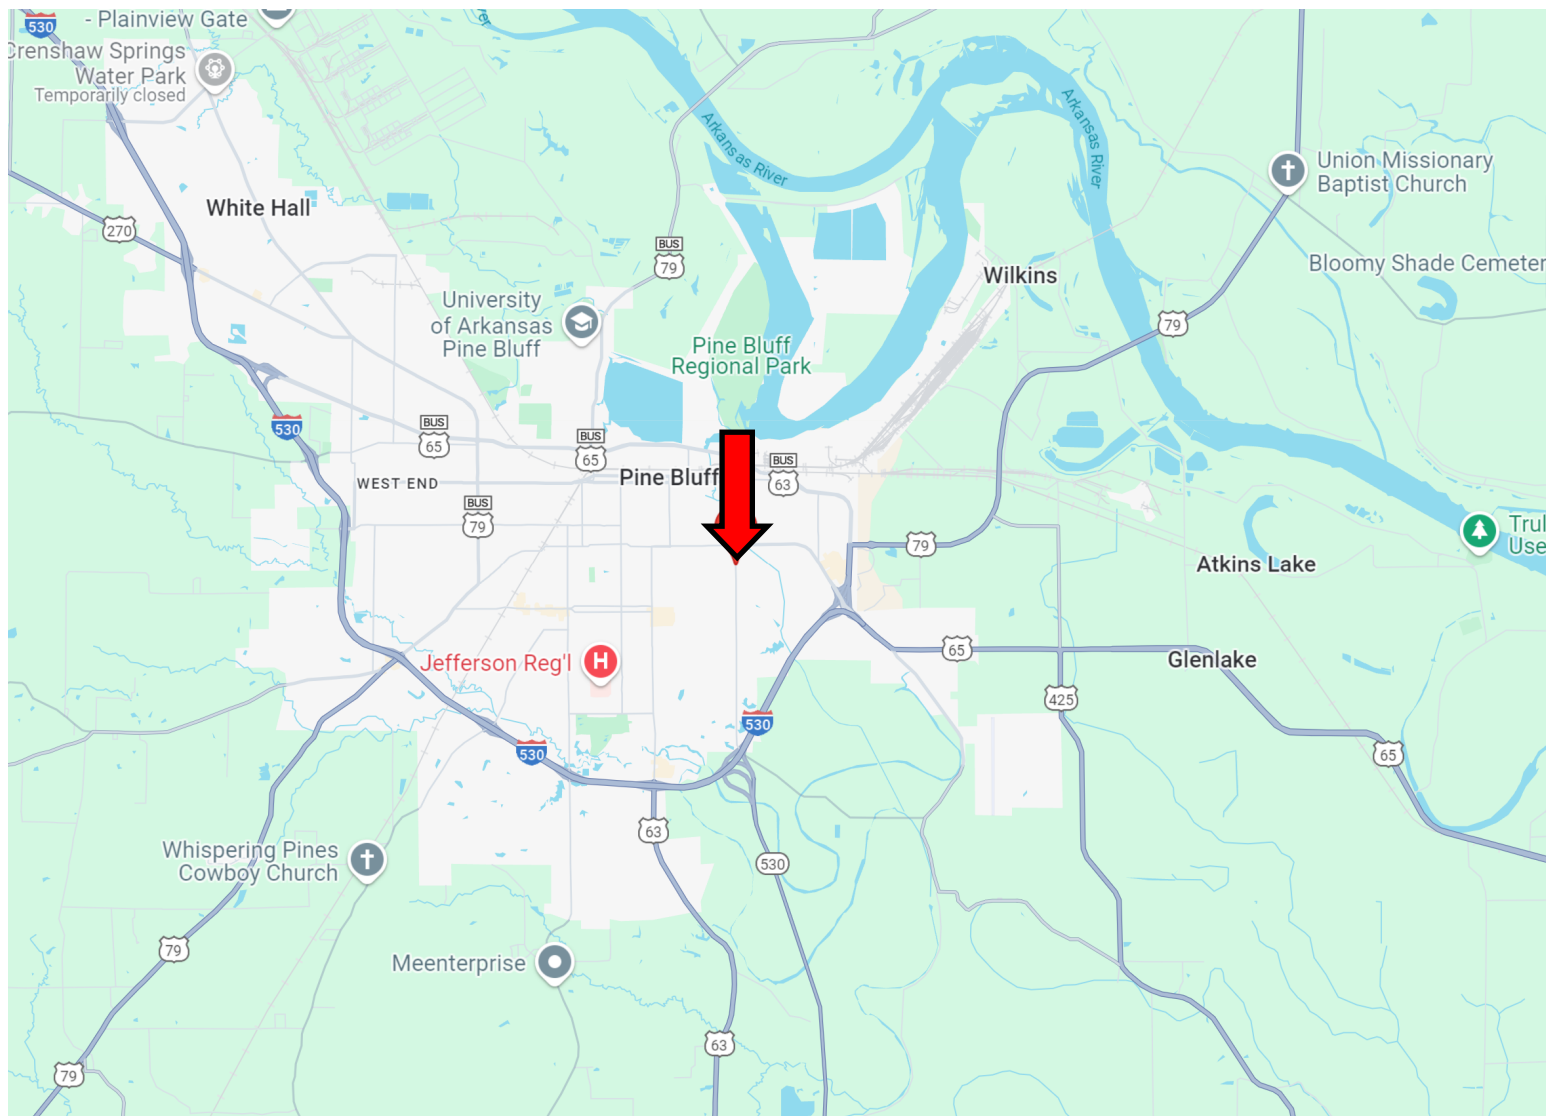 530
- Plainview Gate
Crenshaw Springs
Water Park
Temporarily closed
Arkansas River
Arkansas River
Union Missionary
Baptist Church
White Hall
270
BUS
79
Wilkins
Bloomy Shade Cemeter
University
of Arkansas
Pine Bluff
79
Pine Bluff
Regional Park
530
BUS
65
BUS
65
BUS
63
Pine Bluff
WEST END
BUS
79
79
Trul
Use
Atkins Lake
65
Glenlake
Jefferson Reg'l
H
425
530
530
65
63
530
Whispering Pines
Cowboy Church
79
Meenterprise
63
79